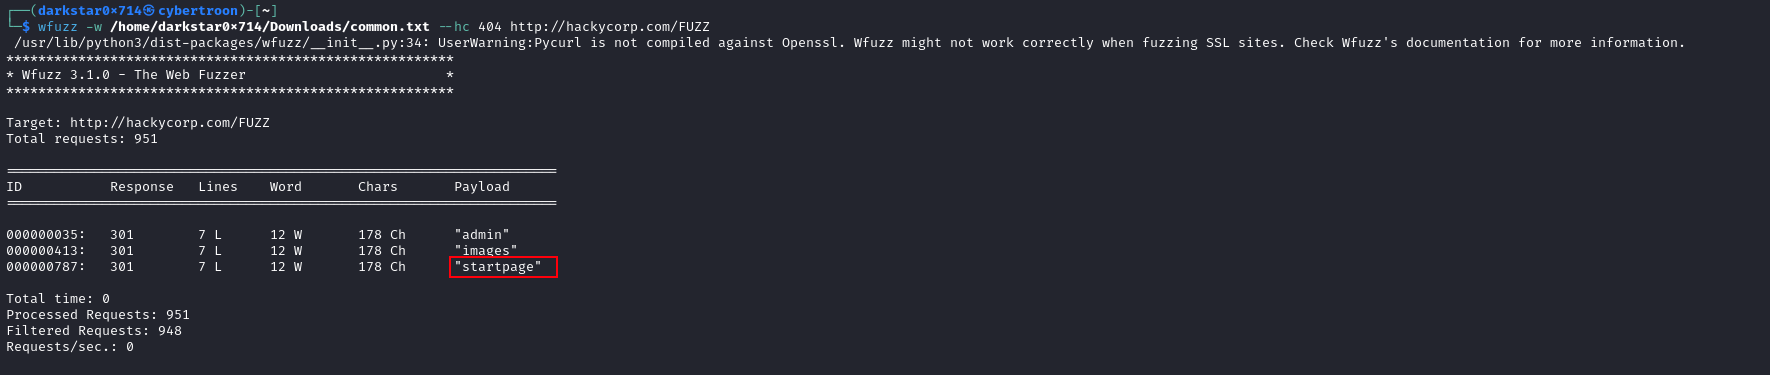 ┌──(darkstar0×714㉿cybertroon)-[~]
└─$ wfuzz -w /home/darkstar0×714/Downloads/common.txt --hc 404 http://hackycorp.com/FUZZ
/usr/lib/python3/dist-packages/wfuzz/__init__.py:34: UserWarning:Pycurl is not compiled against Openssl. Wfuzz might not work correctly when fuzzing SSL sites. Check Wfuzz's documentation for more information.
********************************************************
* Wfuzz 3.1.0 - The Web Fuzzer                         *
********************************************************
Target: http://hackycorp.com/FUZZ
Total requests: 951
=====================================================================
ID           Response   Lines    Word       Chars       Payload
=====================================================================
000000035:   301        7 L      12 W       178 Ch      "admin"
000000413:   301        7 L      12 W       178 Ch      "images"
000000787:   301        7 L      12 W       178 Ch      "startpage"
Total time: 0
Processed Requests: 951
Filtered Requests: 948
Requests/sec.: 0